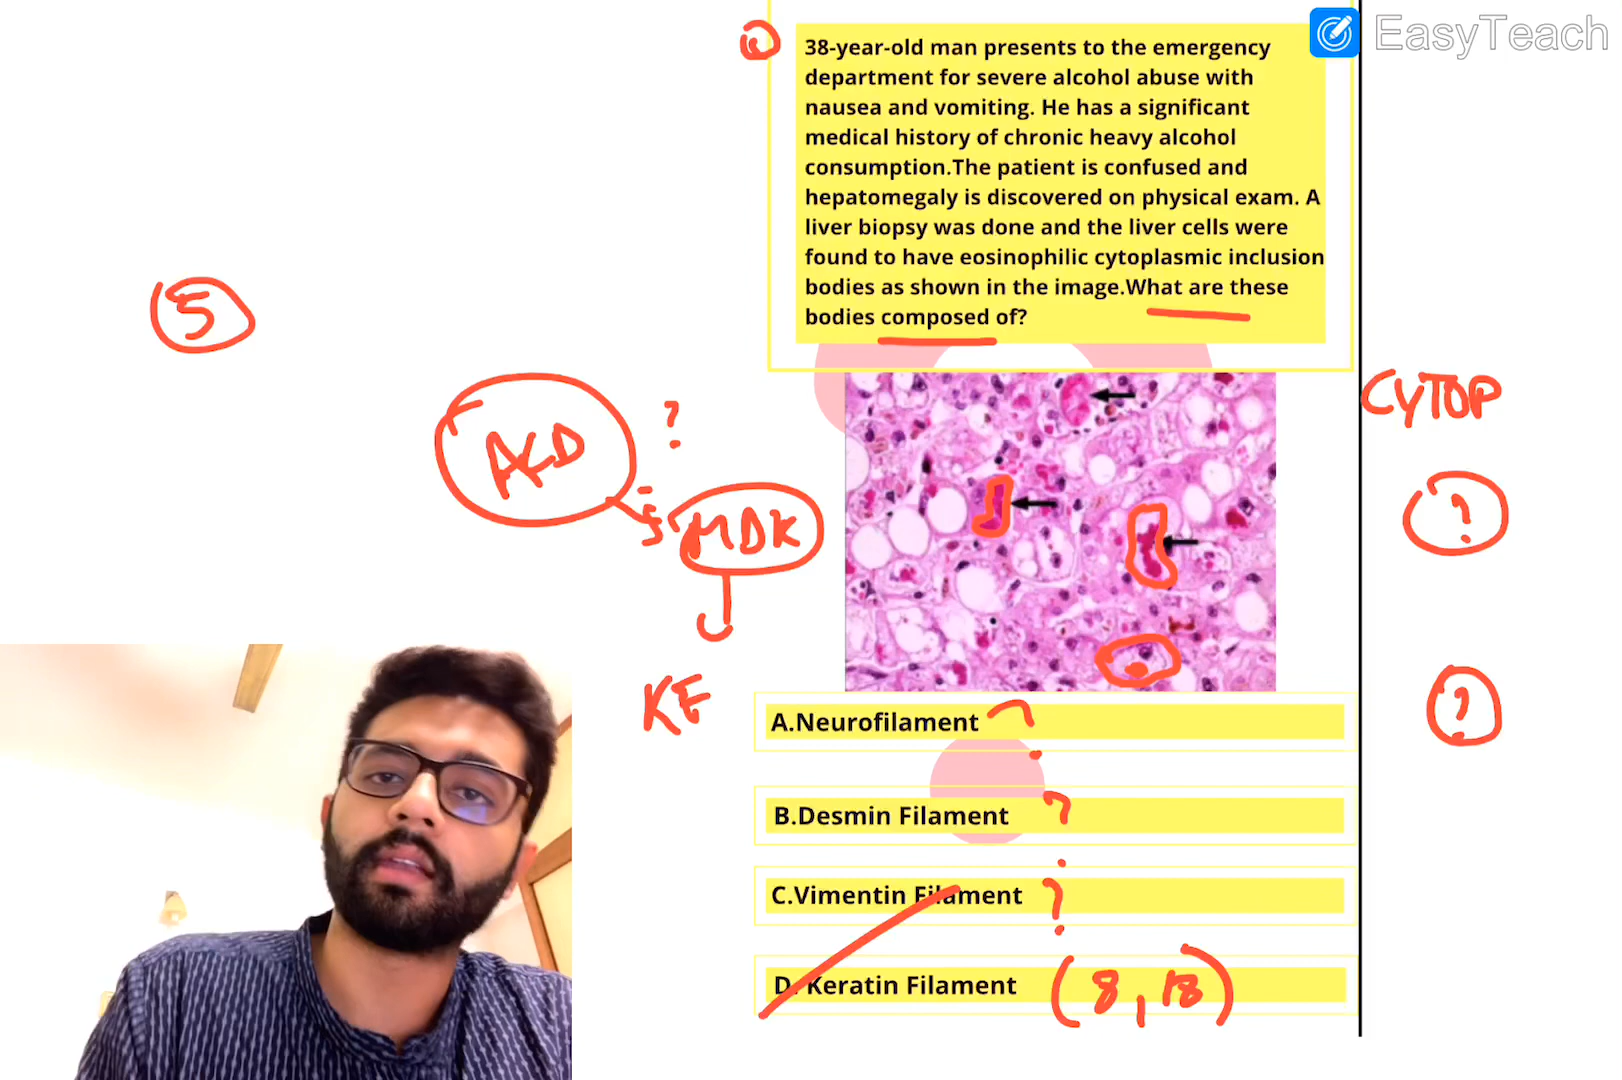 EasyTeach
38-year-old man presents to the emergency
department for severe alcohol abuse with
nausea and vomiting. He has a significant
medical history of chronic heavy alcohol
consumption.The patient is confused and
hepatomegaly is discovered on physical exam. A
liver biopsy was done and the liver cells were
found to have eosinophilic cytoplasmic inclusion
bodies as shown in the image.What are these
bodies composed of?
5
ALD
?
MDK
KE
CYTOP
?
?
A.Neurofilament ?
B.Desmin Filament ?
C.Vimentin Filament ?
D. Keratin Filament (8, 18)